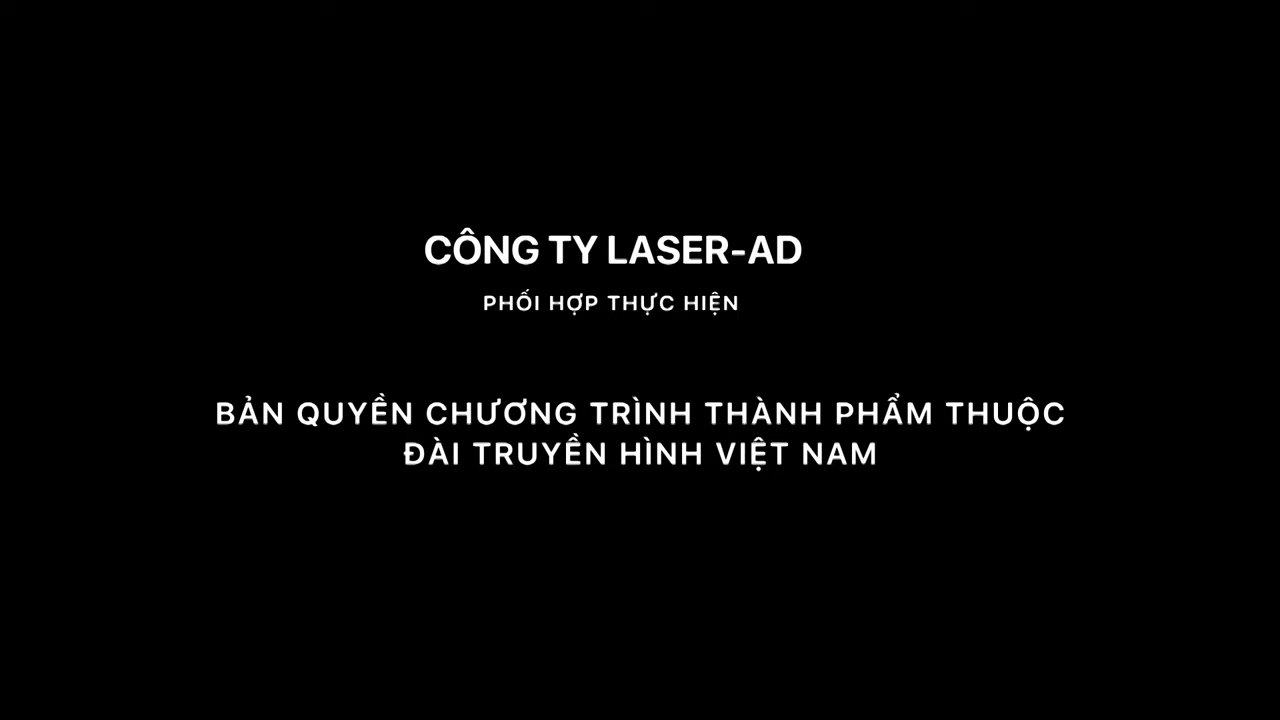 CÔNG TY LASER-AD
PHỐI HỢP THỰC HIỆN
BẢN QUYỀN CHƯƠNG TRÌNH THÀNH PHẨM THUỘC
ĐÀI TRUYỀN HÌNH VIỆT NAM